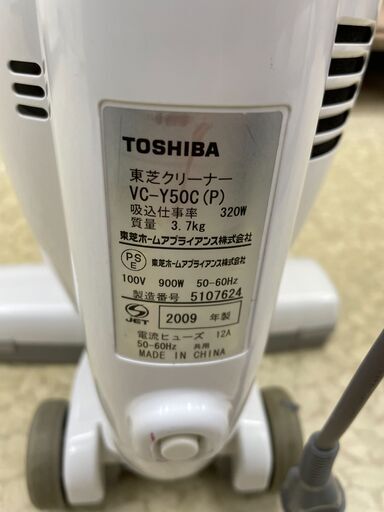 TOSHIBA
東芝クリーナー
VC-Y50C(P)
吸込仕事率 320W
質量 3.7kg
東芝ホームアプライアンス株式会社
PS
E
東芝ホームアプライアンス株式会社
100V 900W 50-60Hz
製造番号 5107624
S
JET
2009 年製
電流ヒューズ 12A
50-60Hz 共用
MADE IN CHINA